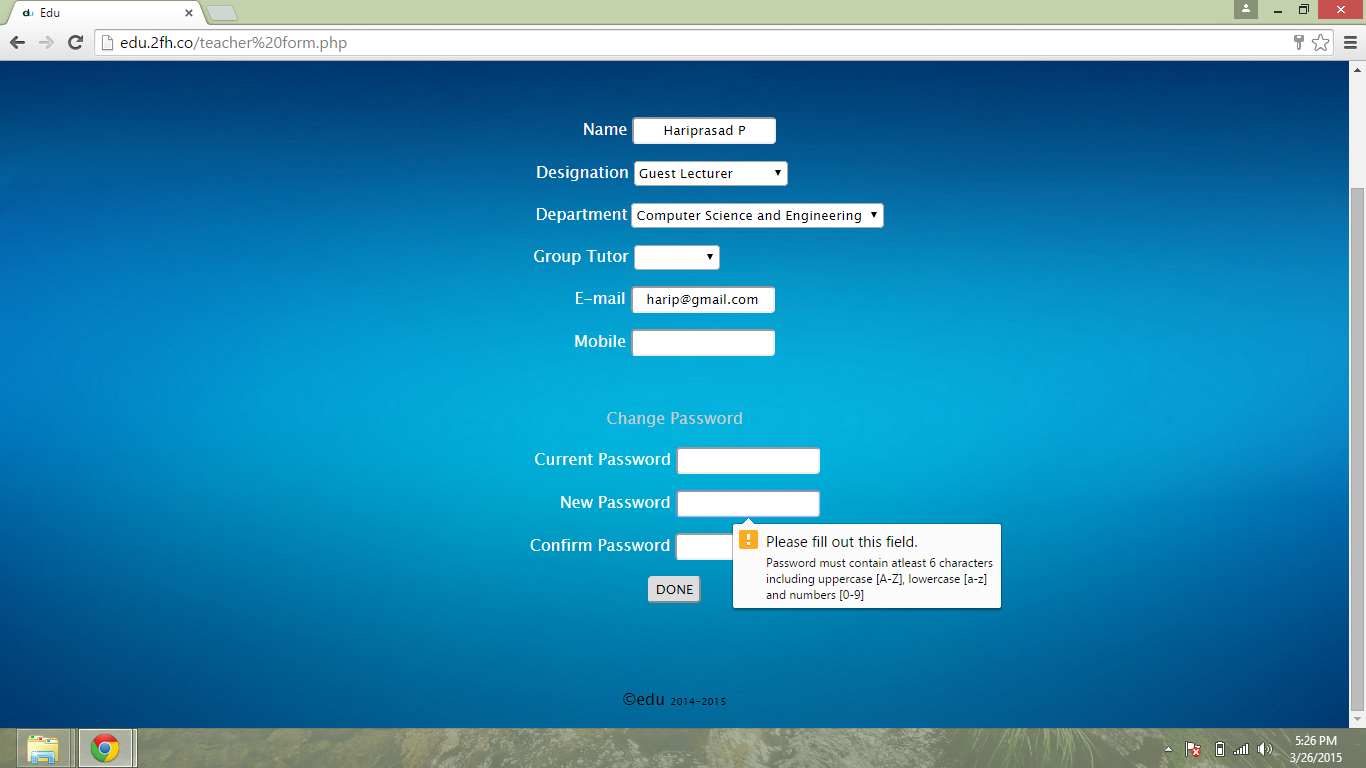 Edu
edu.2fh.co/teacher%20form.php
Name Hariprasad P
Designation Guest Lecturer
Department Computer Science and Engineering
Group Tutor
E-mail harip@gmail.com
Mobile
Change Password
Current Password
New Password
Confirm Password
Please fill out this field.
Password must contain atleast 6 characters
including uppercase [A-Z], lowercase [a-z]
and numbers [0-9]
DONE
©edu 2014-2015
5:26 PM
3/26/2015